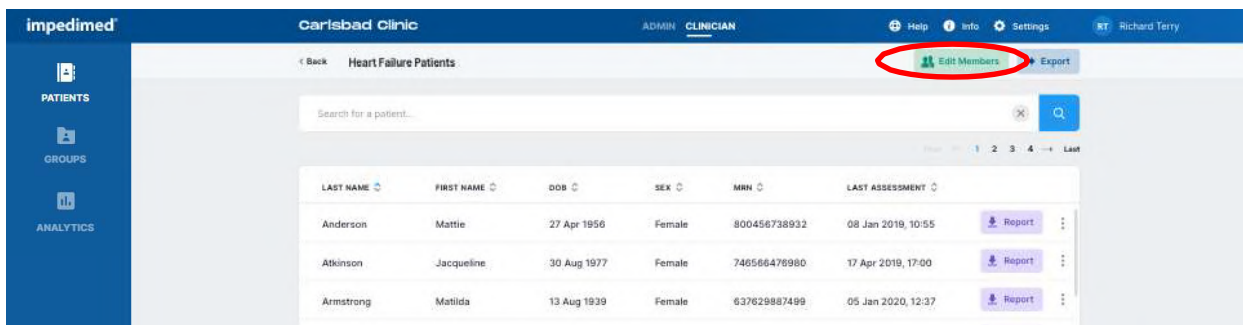 impedimed®
Carlsbad Clinic
ADMIN CLINICIAN
Help Info Settings
RT Richard Terry
PATIENTS
GROUPS
ANALYTICS
< Back Heart Failure Patients
Edit Members Export
Search for a patient...
1 2 3 4 → Last
LAST NAME FIRST NAME DOB SEX MRN LAST ASSESSMENT
Anderson Mattie 27 Apr 1956 Female 800456738932 08 Jan 2019, 10:55 Report
Atkinson Jacqueline 30 Aug 1977 Female 746566476980 17 Apr 2019, 17:00 Report
Armstrong Matilda 13 Aug 1939 Female 637629887499 05 Jan 2020, 12:37 Report